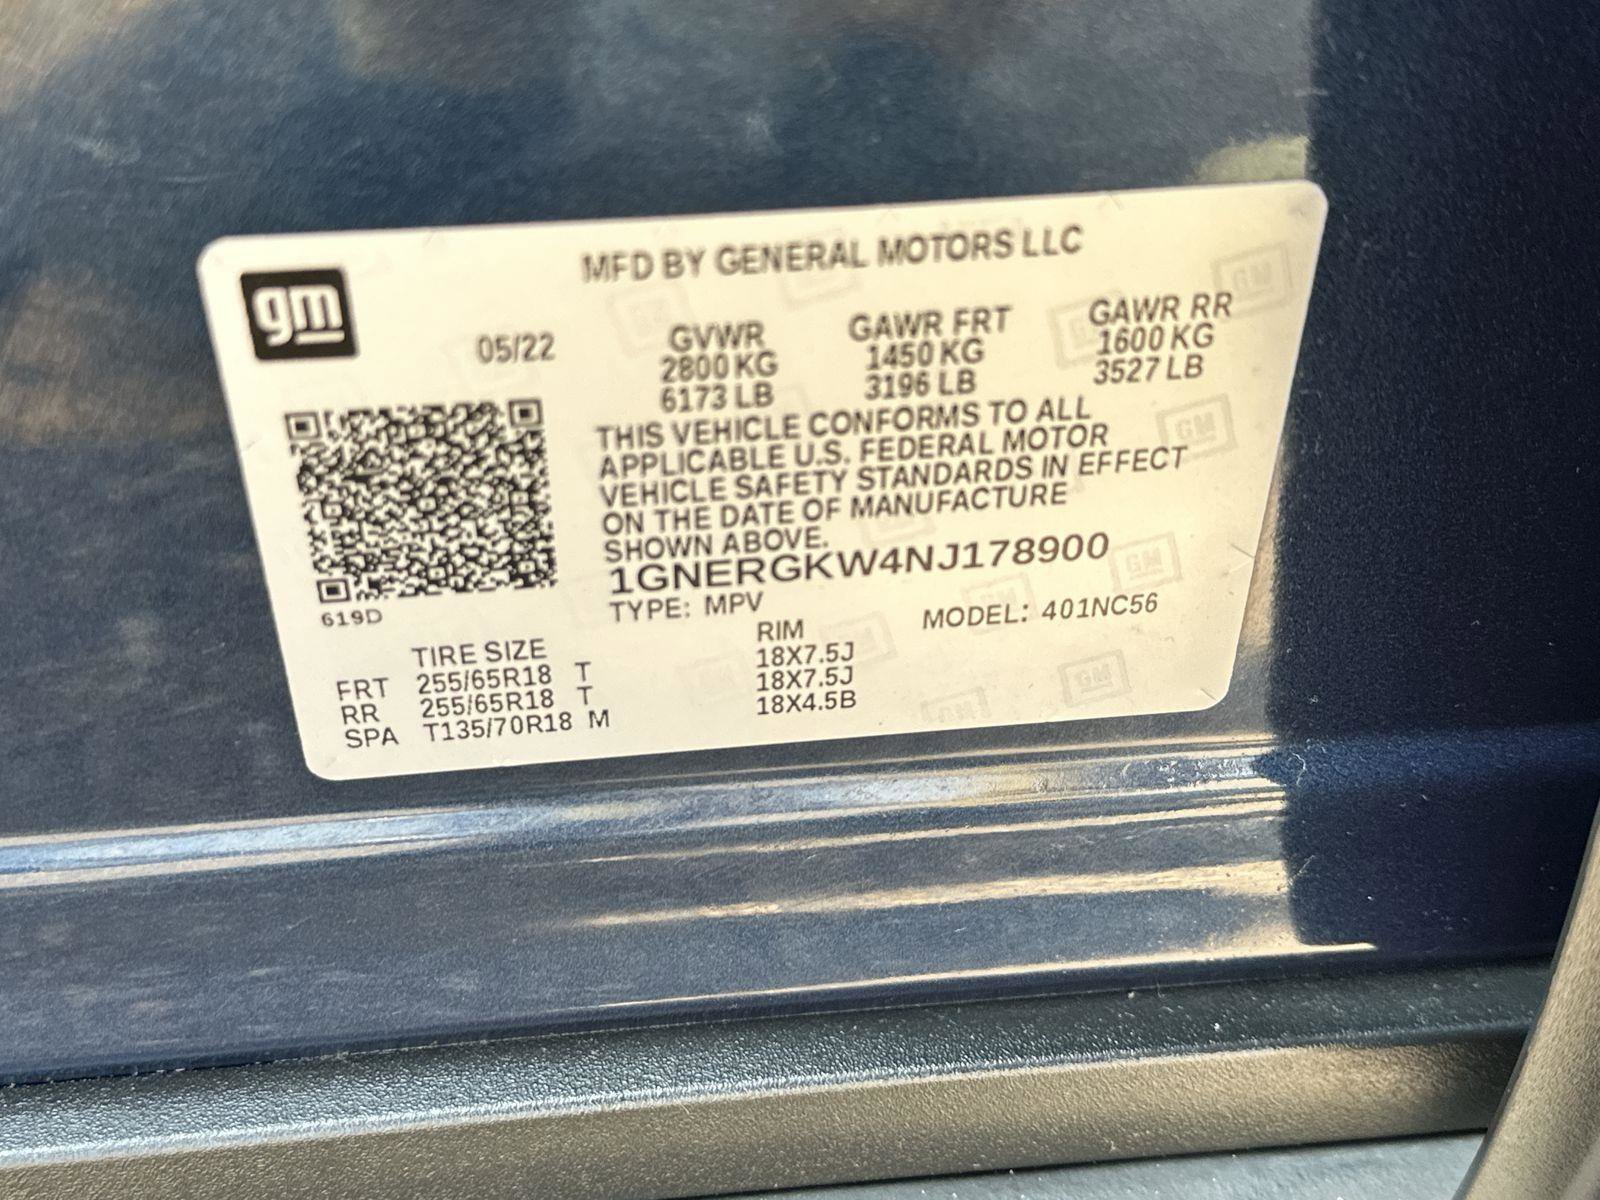 gm
MFD BY GENERAL MOTORS LLC
05/22
GVWR GAWR FRT GAWR RR
2800 KG 1450 KG 1600 KG
6173 LB 3196 LB 3527 LB
THIS VEHICLE CONFORMS TO ALL
APPLICABLE U.S. FEDERAL MOTOR
VEHICLE SAFETY STANDARDS IN EFFECT
ON THE DATE OF MANUFACTURE
SHOWN ABOVE.
1GNERGKW4NJ178900
619D
TYPE: MPV MODEL: 401NC56
TIRE SIZE RIM
FRT 255/65R18 T 18X7.5J
RR 255/65R18 T 18X7.5J
SPA T135/70R18 M 18X4.5B